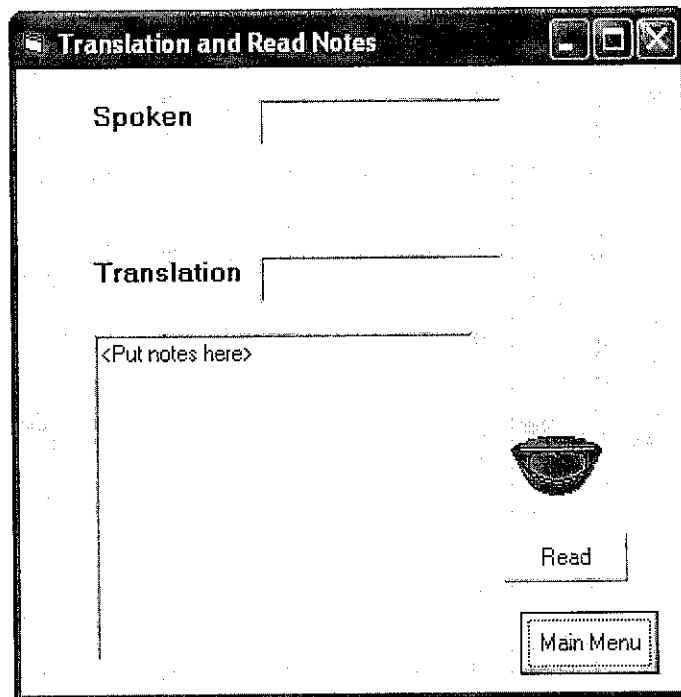 Translation and Read Notes
Spoken
Translation
<Put notes here>
Read
Main Menu